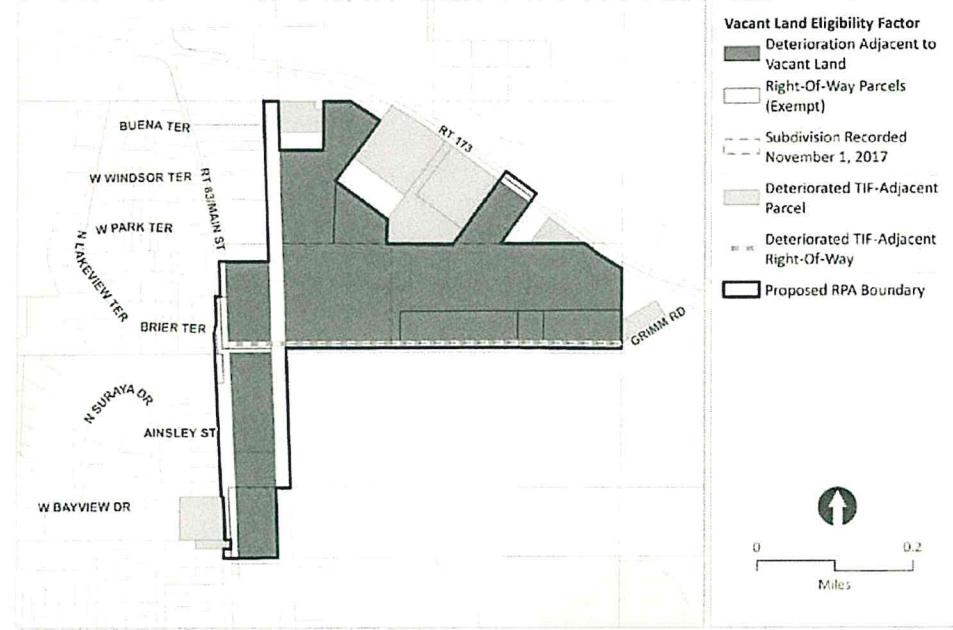 BUENA TER
W WINDSOR TER
W PARK TER
N LAKEVIEW TER
RT 83/MAIN ST
BRIER TER
N SURAYA DR
AINSLEY ST
W BAYVIEW DR
RT 173
GRIMM RD
Vacant Land Eligibility Factor
Deterioration Adjacent to
Vacant Land
Right-Of-Way Parcels
(Exempt)
Subdivision Recorded
November 1, 2017
Deteriorated TIF-Adjacent
Parcel
Deteriorated TIF-Adjacent
Right-Of-Way
Proposed RPA Boundary
0 0.2
Miles